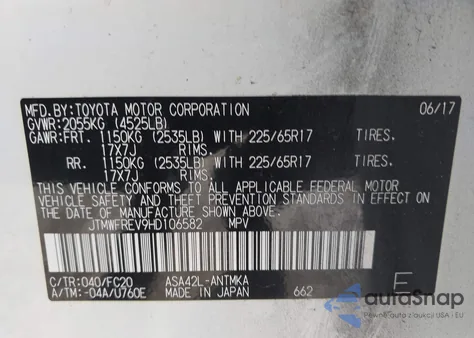 MFD.BY:TOYOTA MOTOR CORPORATION 06/17
GVWR:2055KG (4525LB)
GAWR:FRT. 1150KG (2535LB) WITH 225/65R17 TIRES.
17X7J RIMS.
RR. 1150KG (2535LB) WITH 225/65R17 TIRES.
17X7J RIMS.
THIS VEHICLE CONFORMS TO ALL APPLICABLE FEDERAL MOTOR
VEHICLE SAFETY AND THEFT PREVENTION STANDARDS IN EFFECT ON
THE DATE OF MANUFACTURE SHOWN ABOVE.
JTMWFREV9HD106582 MPV
C/TR:040/FC20 ASA42L-ANTMKA E
A/TM:-04A/U760E MADE IN JAPAN 662
autoSnap